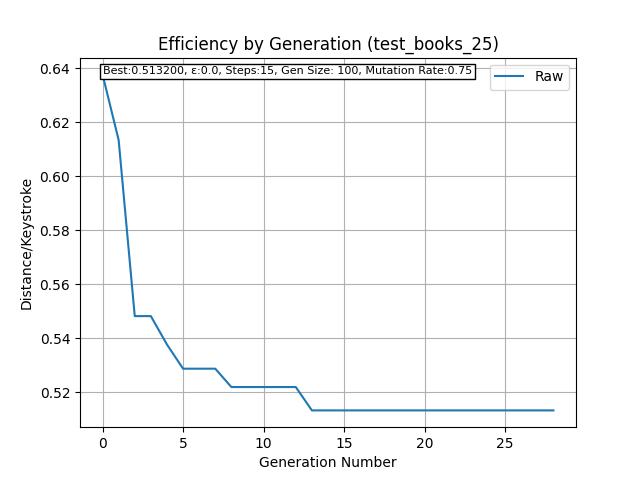 Efficiency by Generation (test_books_25)
Best:0.513200, ε:0.0, Steps:15, Gen Size: 100, Mutation Rate:0.75
Raw
0.64
0.62
0.60
0.58
0.56
0.54
0.52
Distance/Keystroke
0 5 10 15 20 25
Generation Number